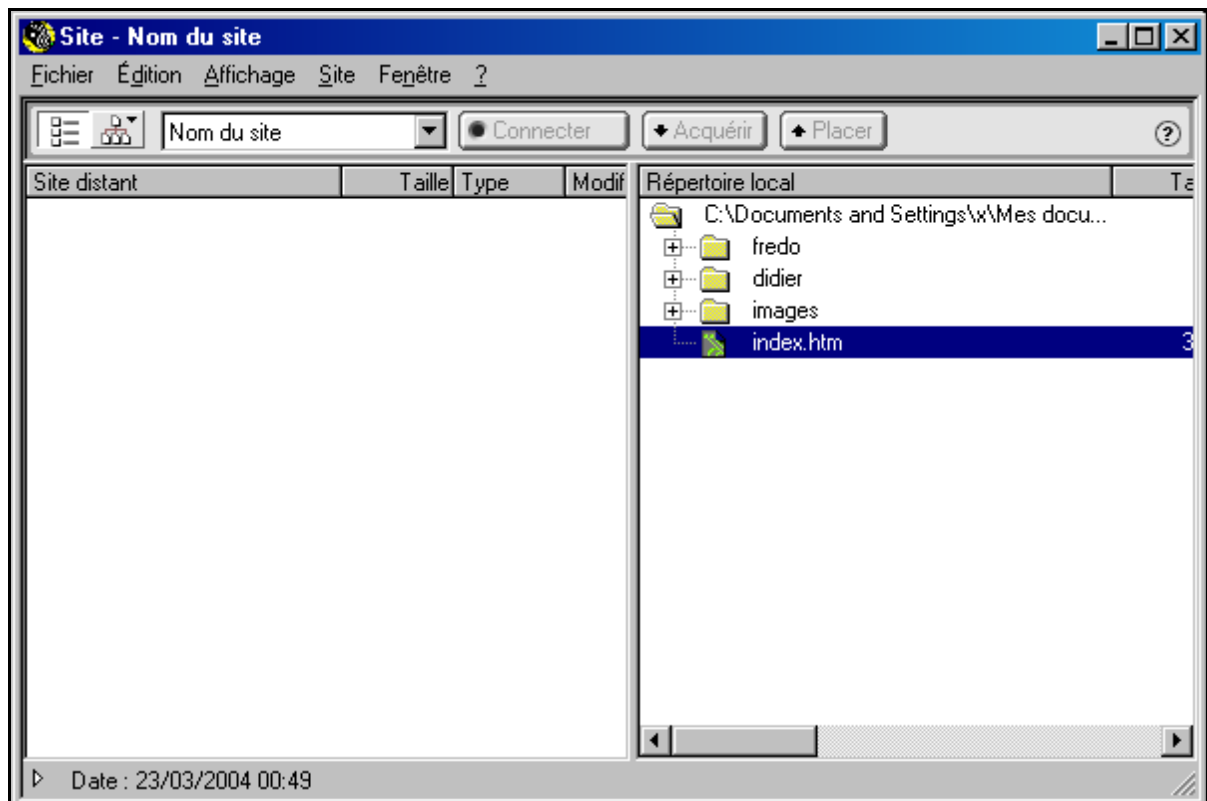 Site - Nom du site
Fichier Édition Affichage Site Fenêtre ?
Nom du site Connecter Acquérir Placer ?
Site distant Taille Type Modif Répertoire local Ta
C:\Documents and Settings\x\Mes docu...
fredo
didier
images
index.htm 3
Date : 23/03/2004 00:49